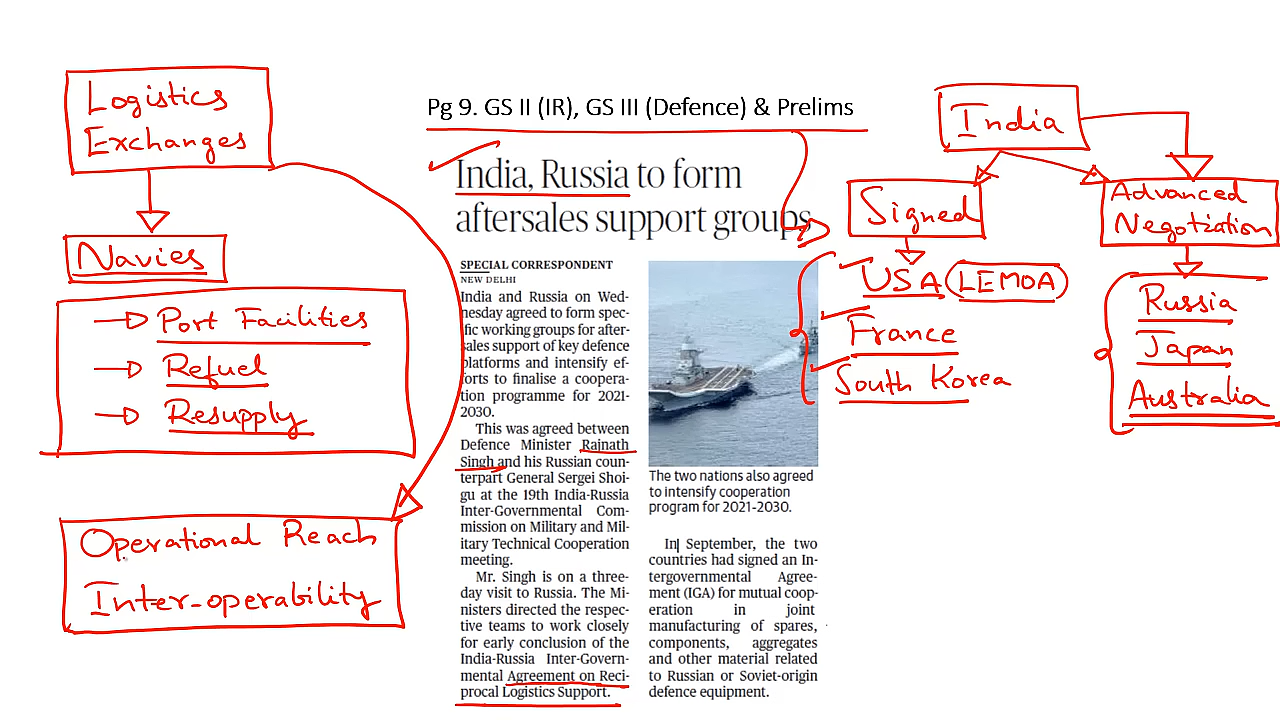 Logistics
Exchanges
Navies
Port Facilities
Refuel
Resupply
Operational Reach
Inter-operability
Pg 9. GS II (IR), GS III (Defence) & Prelims
India, Russia to form
aftersales support groups
SPECIAL CORRESPONDENT
NEW DELHI
India and Russia on Wed-
nesday agreed to form spec-
ific working groups for after-
sales support of key defence
platforms and intensify ef-
forts to finalise a coopera-
tion programme for 2021-
2030.
This was agreed between
Defence Minister Rajnath
Singh and his Russian coun-
terpart General Sergei Shoi-
gu at the 19th India-Russia
Inter-Governmental Com-
mission on Military and Mil-
itary Technical Cooperation
meeting.
Mr. Singh is on a three-
day visit to Russia. The Mi-
nisters directed the respec-
tive teams to work closely
for early conclusion of the
India-Russia Inter-Govern-
mental Agreement on Reci-
procal Logistics Support.
The two nations also agreed
to intensify cooperation
program for 2021-2030.
In September, the two
countries had signed an In-
tergovernmental Agree-
ment (IGA) for mutual coop-
eration in joint
manufacturing of spares,
components, aggregates
and other material related
to Russian or Soviet-origin
defence equipment.
India
Signed
USA (LEMOA)
France
South Korea
Advanced
Negotiation
Russia
Japan
Australia